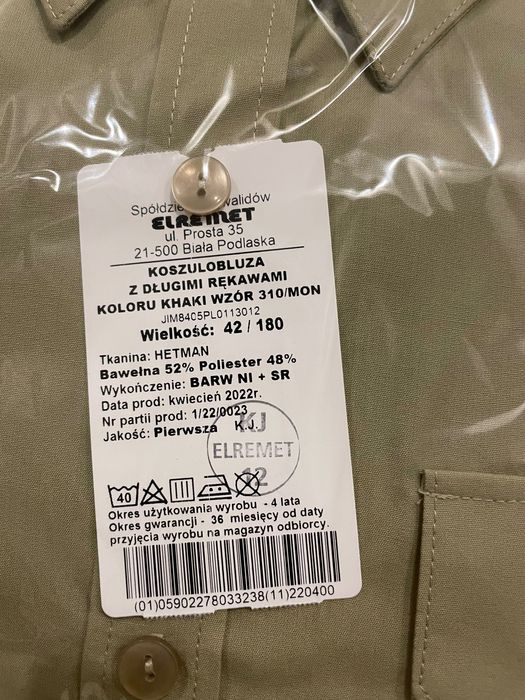 Spółdzie walidów
ELREMET
ul. Prosta 35
21-500 Biała Podlaska
KOSZULOBLUZA
Z DŁUGIMI RĘKAWAMI
KOLORU KHAKI WZÓR 310/MON
JIM8405PL0113012
Wielkość: 42 / 180
Tkanina: HETMAN
Bawełna 52% Poliester 48%
Wykończenie: BARW NI + SR
Data prod: kwiecień 2022r.
Nr partii prod: 1/22/0023
Jakość: Pierwsza K.J.
KJ
ELREMET
12
40
Okres użytkowania wyrobu - 4 lata
Okres gwarancji - 36 miesięcy od daty
przyjęcia wyrobu na magazyn odbiorcy.
(01)05902278033238(11)220400